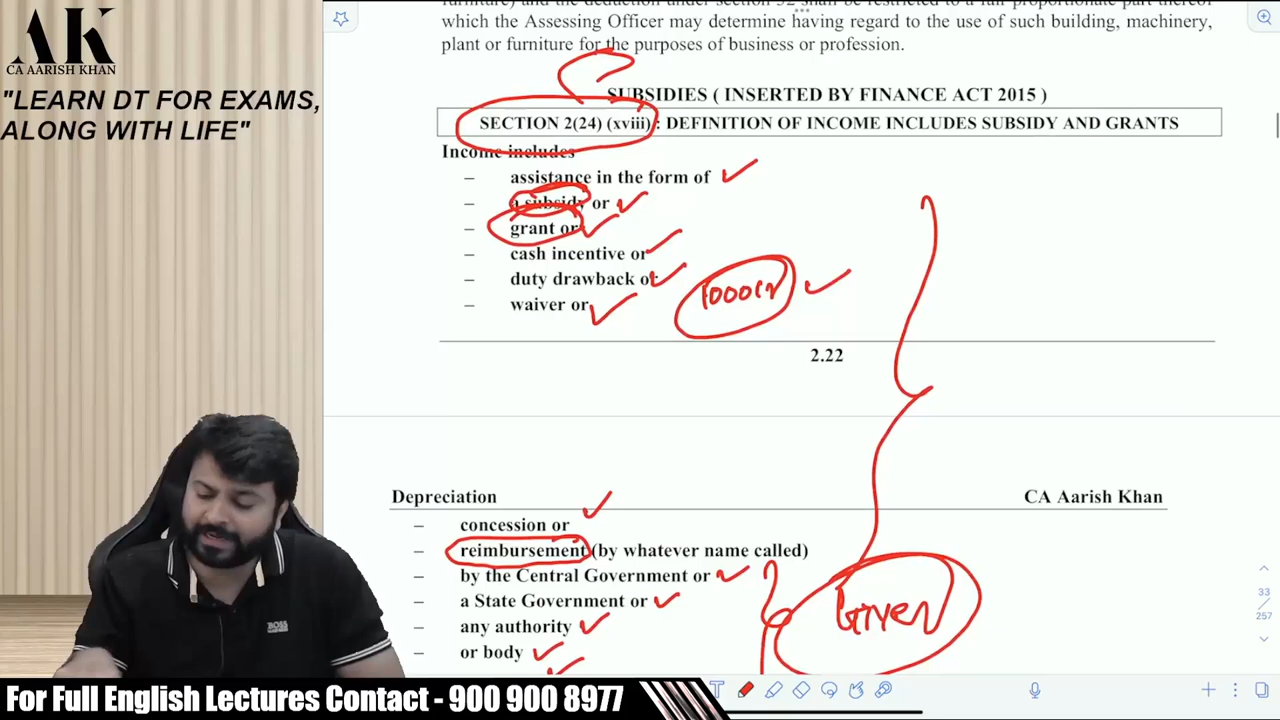 AK
CA AARISH KHAN
"LEARN DT FOR EXAMS,
ALONG WITH LIFE"
which the Assessing Officer may determine having regard to the use of such building, machinery,
plant or furniture for the purposes of business or profession.
SUBSIDIES ( INSERTED BY FINANCE ACT 2015 )
SECTION 2(24) (xviii) : DEFINITION OF INCOME INCLUDES SUBSIDY AND GRANTS
Income includes
– assistance in the form of
– a subsidy or
– grant or
– cash incentive or
– duty drawback or
– waiver or
1000Cr
2.22
Depreciation CA Aarish Khan
– concession or
– reimbursement (by whatever name called)
– by the Central Government or
– a State Government or
– any authority
– or body
Given
33
257
BOSS
For Full English Lectures Contact - 900 900 8977